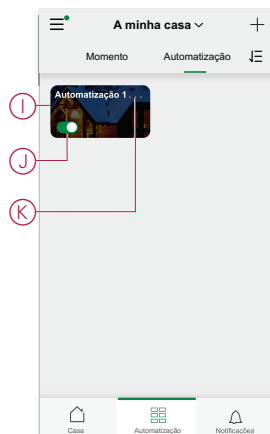 A minha casa
Momento Automatização
I
Automatização 1 . . .
J
K
Casa Automatização Notificações